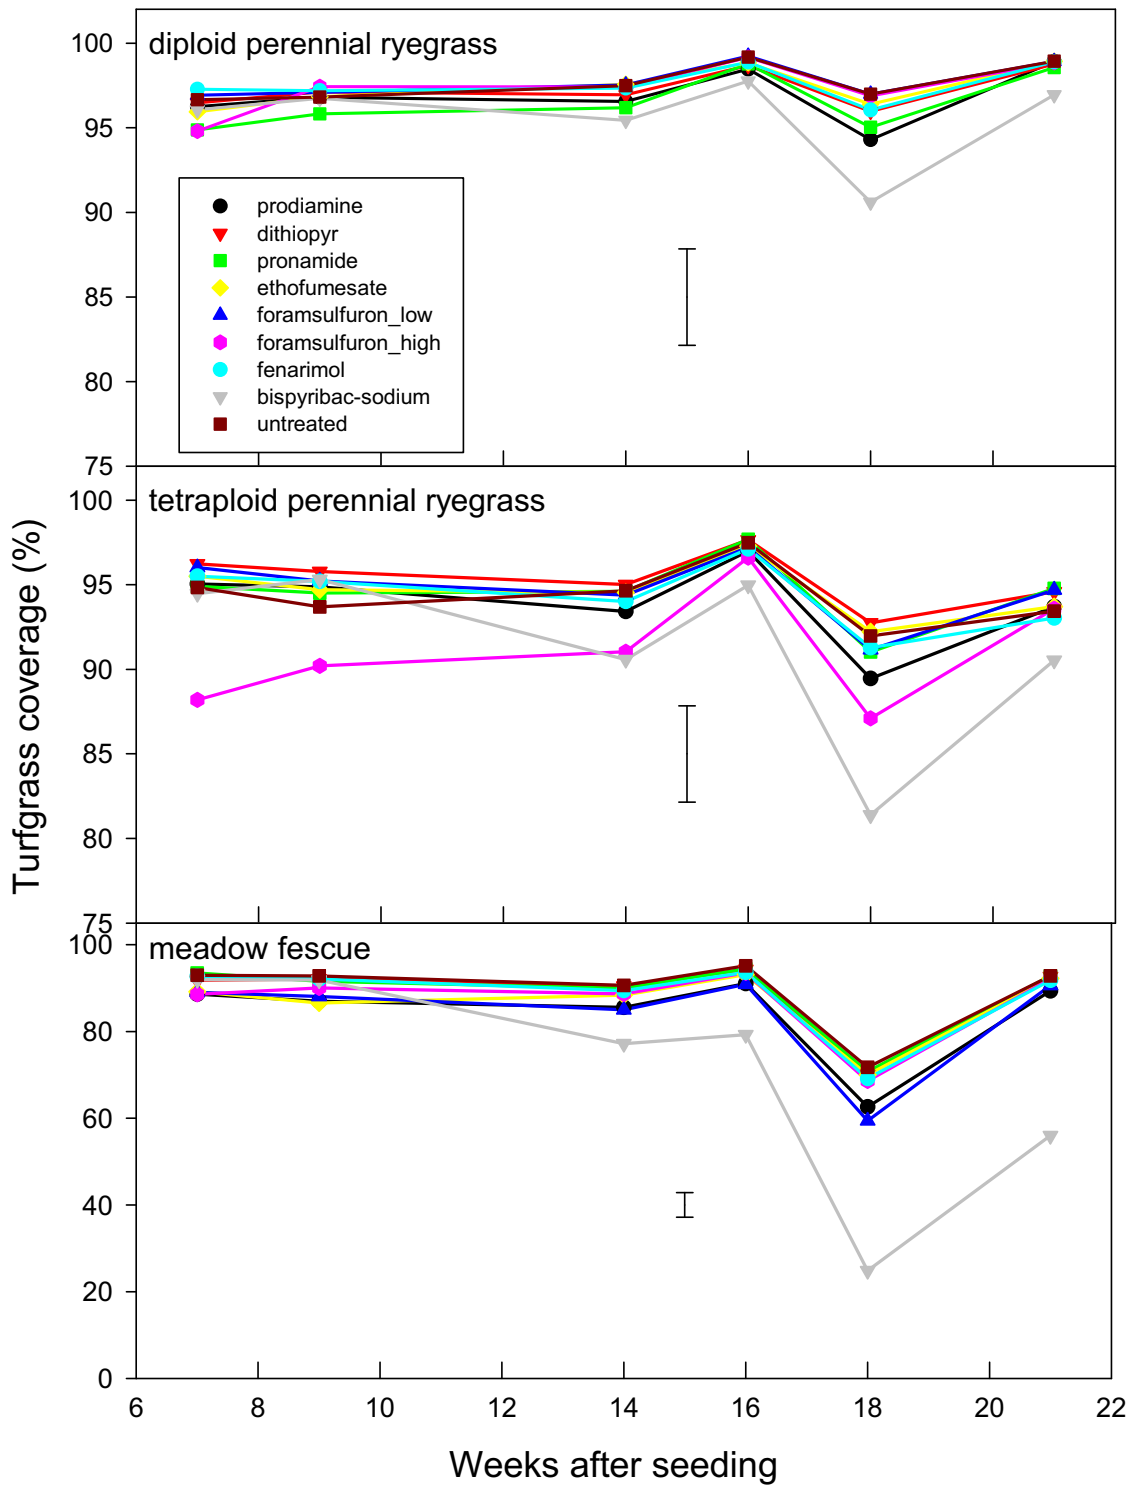 diploid perennial ryegrass
100
95
90
85
80
75
prodiamine
dithiopyr
pronamide
ethofumesate
foramsulfuron_low
foramsulfuron_high
fenarimol
bispyribac-sodium
untreated
tetraploid perennial ryegrass
100
95
90
85
80
75
Turfgrass coverage (%)
meadow fescue
100
80
60
40
20
0
6 8 10 12 14 16 18 20 22
Weeks after seeding